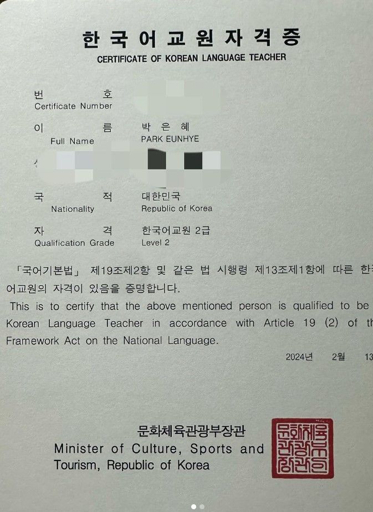 한국어교원자격증
CERTIFICATE OF KOREAN LANGUAGE TEACHER
번 호
Certificate Number
이 름 박 은 혜
Full Name PARK EUNHYE
국 적 대한민국
Nationality Republic of Korea
자 격 한국어교원 2급
Qualification Grade Level 2
「국어기본법」 제19조제2항 및 같은 법 시행령 제13조제1항에 따른 한국
어교원의 자격이 있음을 증명합니다.
This is to certify that the above mentioned person is qualified to be
Korean Language Teacher in accordance with Article 19 (2) of th
Framework Act on the National Language.
2024년 2월 13
문화체육관광부장관
Minister of Culture, Sports and
Tourism, Republic of Korea